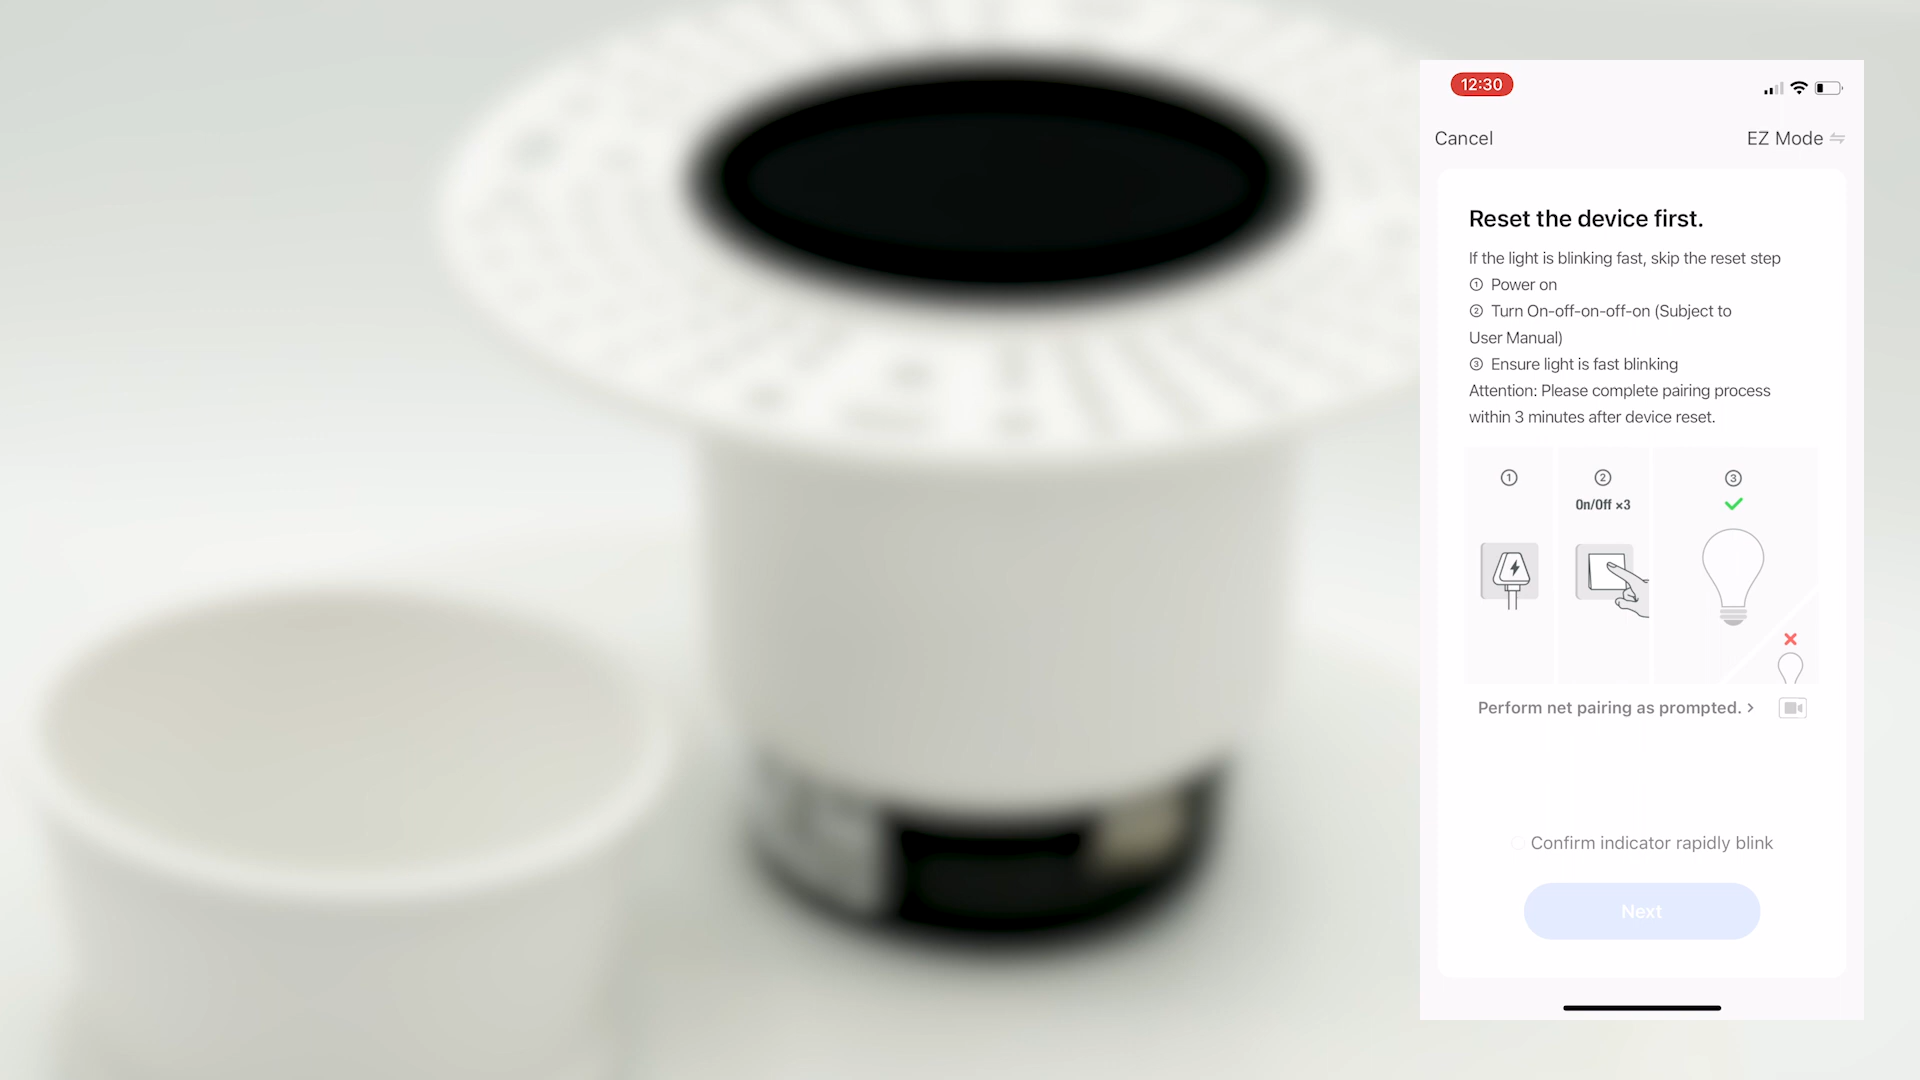 12:30
Cancel
EZ Mode
Reset the device first.
If the light is blinking fast, skip the reset step
① Power on
② Turn On-off-on-off-on (Subject to
User Manual)
③ Ensure light is fast blinking
Attention: Please complete pairing process
within 3 minutes after device reset.
① ② ③
On/Off ×3
Perform net pairing as prompted. >
Confirm indicator rapidly blink
Next